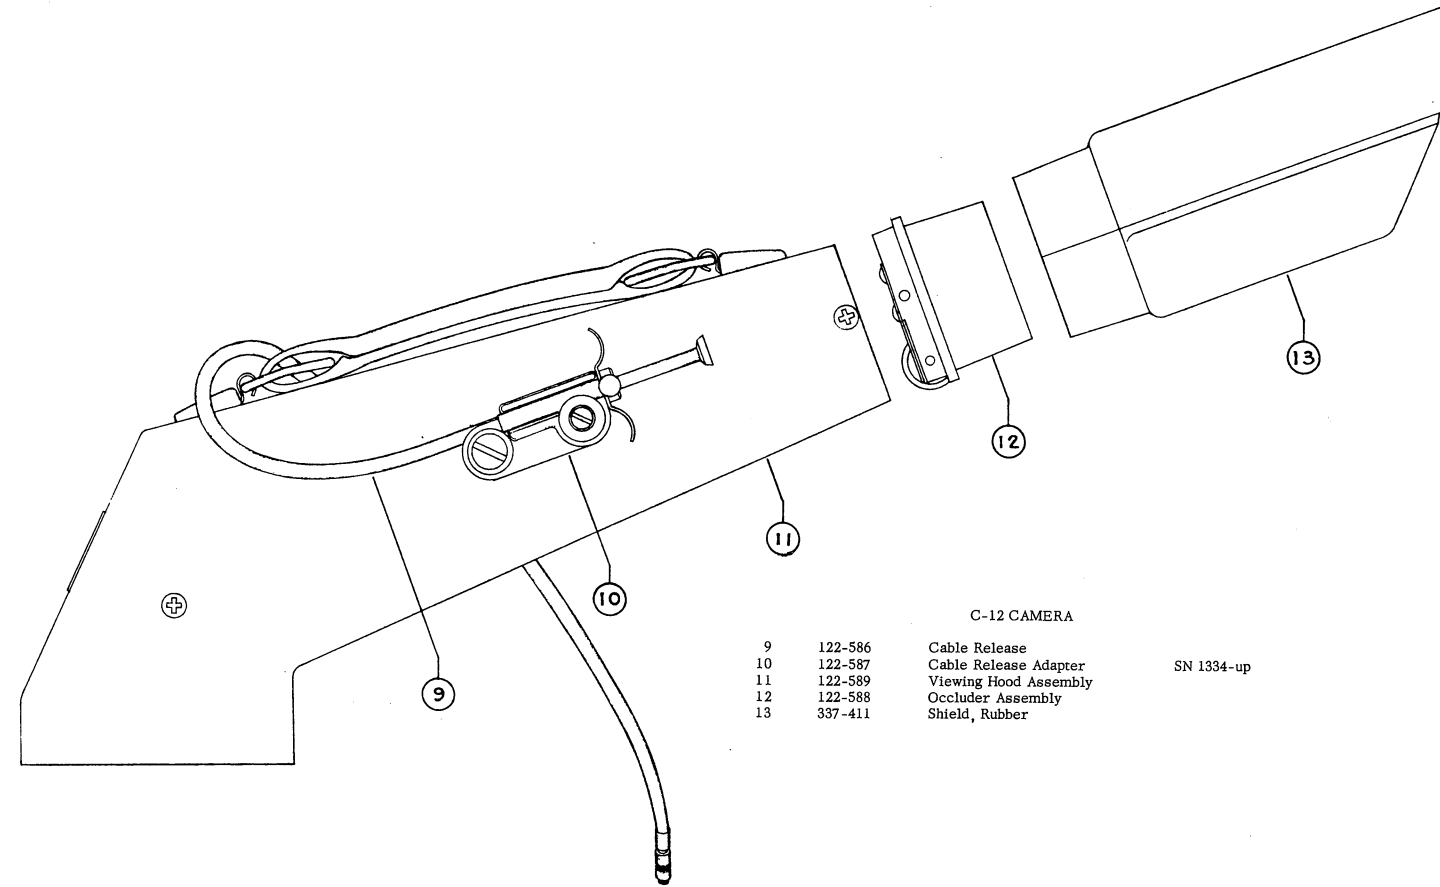 13
12
11
10
9
C-12 CAMERA
9 122-586 Cable Release
10 122-587 Cable Release Adapter SN 1334-up
11 122-589 Viewing Hood Assembly
12 122-588 Occluder Assembly
13 337-411 Shield, Rubber